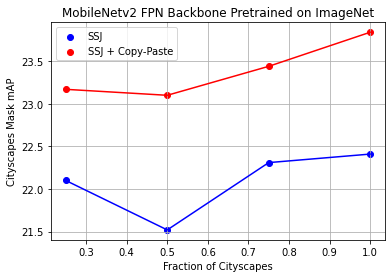 MobileNetv2 FPN Backbone Pretrained on ImageNet
SSJ
SSJ + Copy-Paste
Cityscapes Mask mAP
23.5
23.0
22.5
22.0
21.5
0.3 0.4 0.5 0.6 0.7 0.8 0.9 1.0
Fraction of Cityscapes